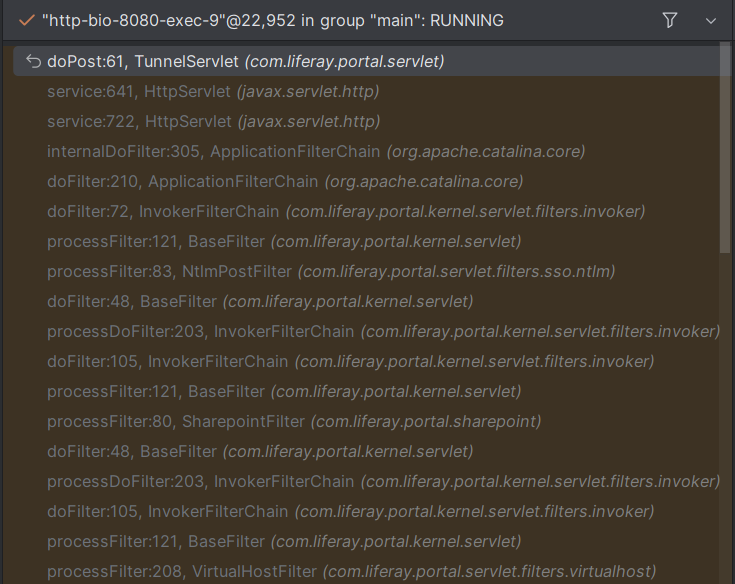 "http-bio-8080-exec-9"@22,952 in group "main": RUNNING
doPost:61, TunnelServlet (com.liferay.portal.servlet)
service:641, HttpServlet (javax.servlet.http)
service:722, HttpServlet (javax.servlet.http)
internalDoFilter:305, ApplicationFilterChain (org.apache.catalina.core)
doFilter:210, ApplicationFilterChain (org.apache.catalina.core)
doFilter:72, InvokerFilterChain (com.liferay.portal.kernel.servlet.filters.invoker)
processFilter:121, BaseFilter (com.liferay.portal.kernel.servlet)
processFilter:83, NtlmPostFilter (com.liferay.portal.servlet.filters.sso.ntlm)
doFilter:48, BaseFilter (com.liferay.portal.kernel.servlet)
processDoFilter:203, InvokerFilterChain (com.liferay.portal.kernel.servlet.filters.invoker)
doFilter:105, InvokerFilterChain (com.liferay.portal.kernel.servlet.filters.invoker)
processFilter:121, BaseFilter (com.liferay.portal.kernel.servlet)
processFilter:80, SharepointFilter (com.liferay.portal.sharepoint)
doFilter:48, BaseFilter (com.liferay.portal.kernel.servlet)
processDoFilter:203, InvokerFilterChain (com.liferay.portal.kernel.servlet.filters.invoker)
doFilter:105, InvokerFilterChain (com.liferay.portal.kernel.servlet.filters.invoker)
processFilter:121, BaseFilter (com.liferay.portal.kernel.servlet)
processFilter:208, VirtualHostFilter (com.liferay.portal.servlet.filters.virtualhost)